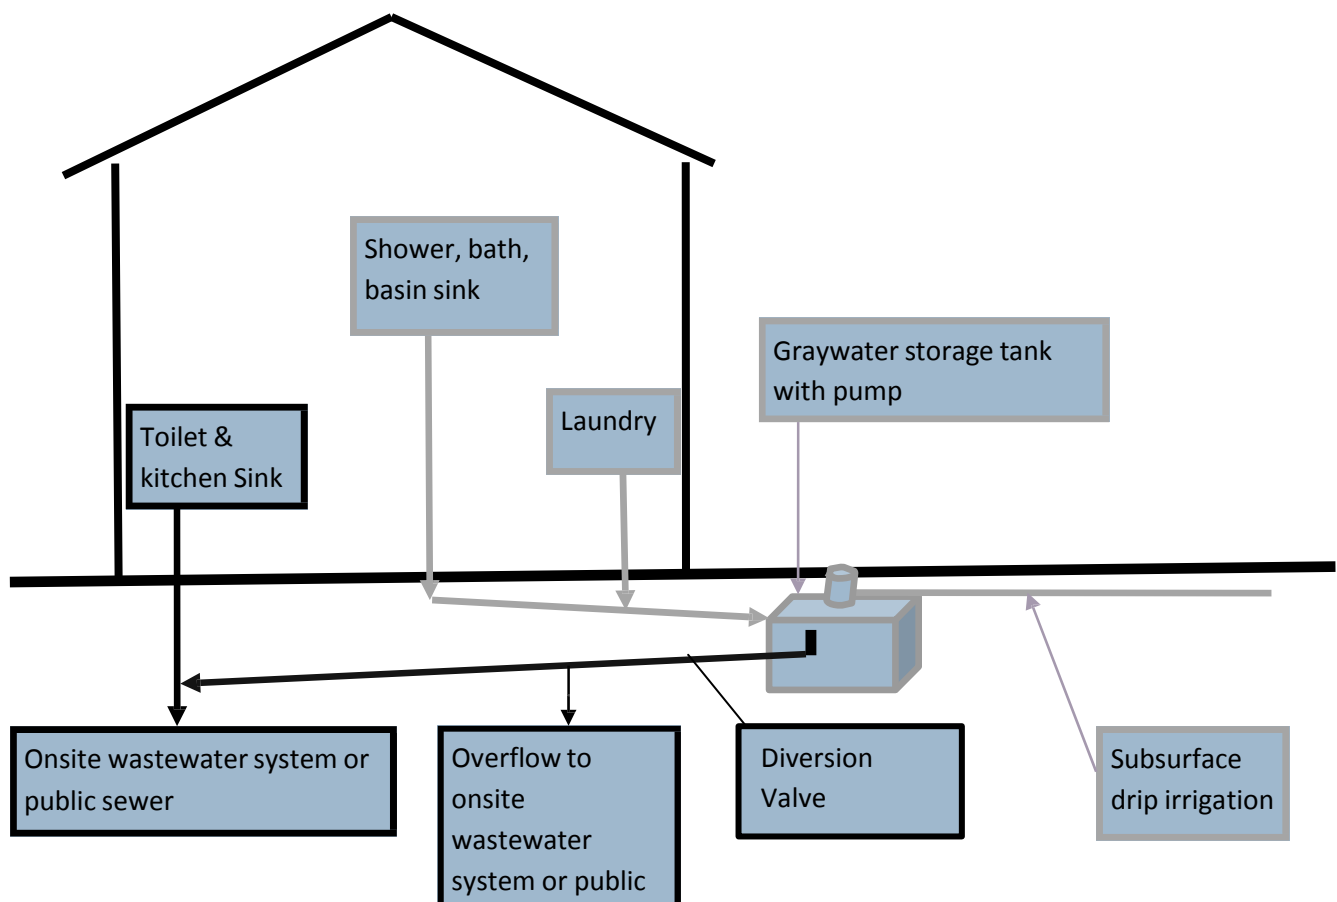 Shower, bath,
basin sink
Graywater storage tank
with pump
Laundry
Toilet &
kitchen Sink
Onsite wastewater system or
public sewer
Overflow to
onsite
wastewater
system or public
Diversion
Valve
Subsurface
drip irrigation